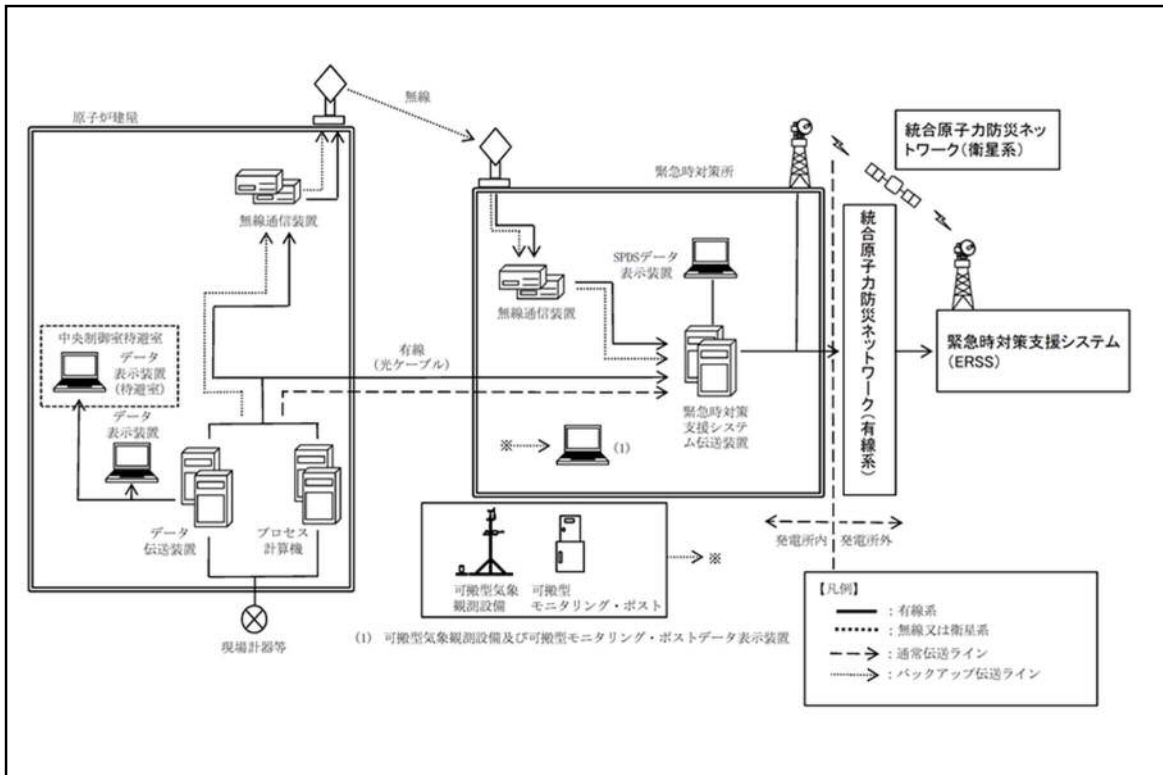 原子炉建屋
無線
無線通信装置
中央制御室待避室
データ
表示装置
(待避室)
データ
表示装置
データ
伝送装置
プロセス
計算機
現場計器等
有線
(光ケーブル)
緊急時対策所
無線通信装置
SPDSデータ
表示装置
緊急時対策
支援システ
ム伝送装置
※
(1)
可搬型気象
観測設備
可搬型
モニタリング・ポスト
※
(1) 可搬型気象観測設備及び可搬型モニタリング・ポストデータ表示装置
統合原子力防災ネッ
トワーク(衛星系)
統合原子力防災ネットワーク(有線系)
緊急時対策支援システム
(ERSS)
発電所内
発電所外
【凡例】
:有線系
:無線又は衛星系
:通常伝送ライン
:バックアップ伝送ライン